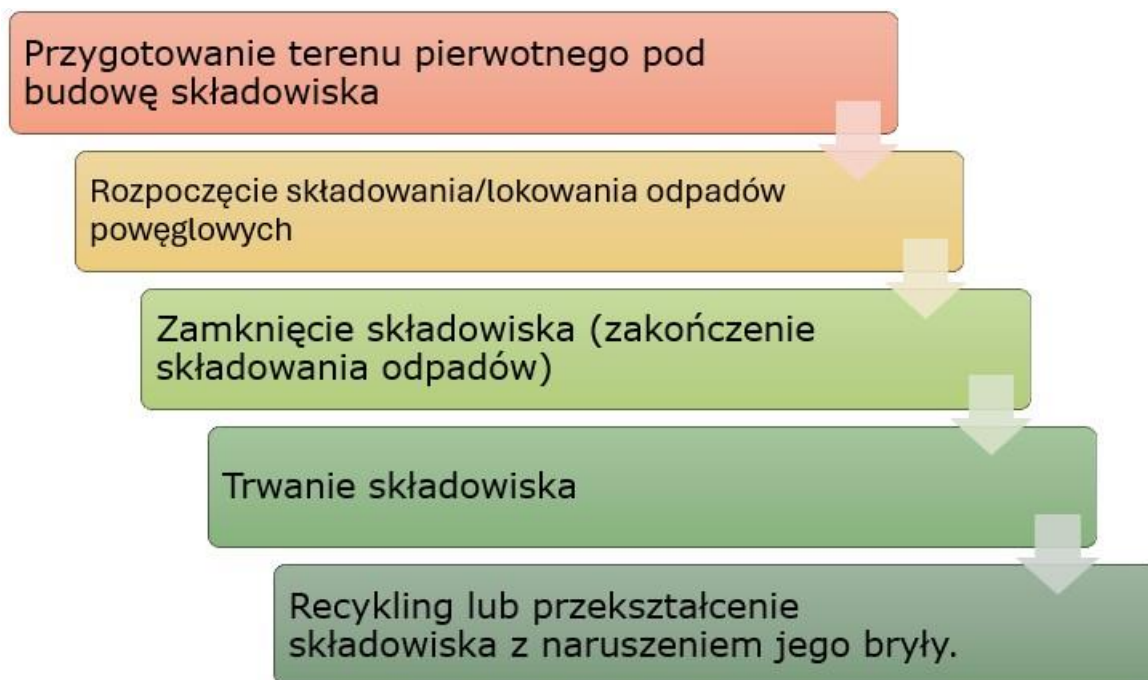 Przygotowanie terenu pierwotnego pod
budowę składowiska
Rozpoczęcie składowania/lokowania odpadów
powęglowych
Zamknięcie składowiska (zakończenie
składowania odpadów)
Trwanie składowiska
Recykling lub przekształcenie
składowiska z naruszeniem jego bryły.